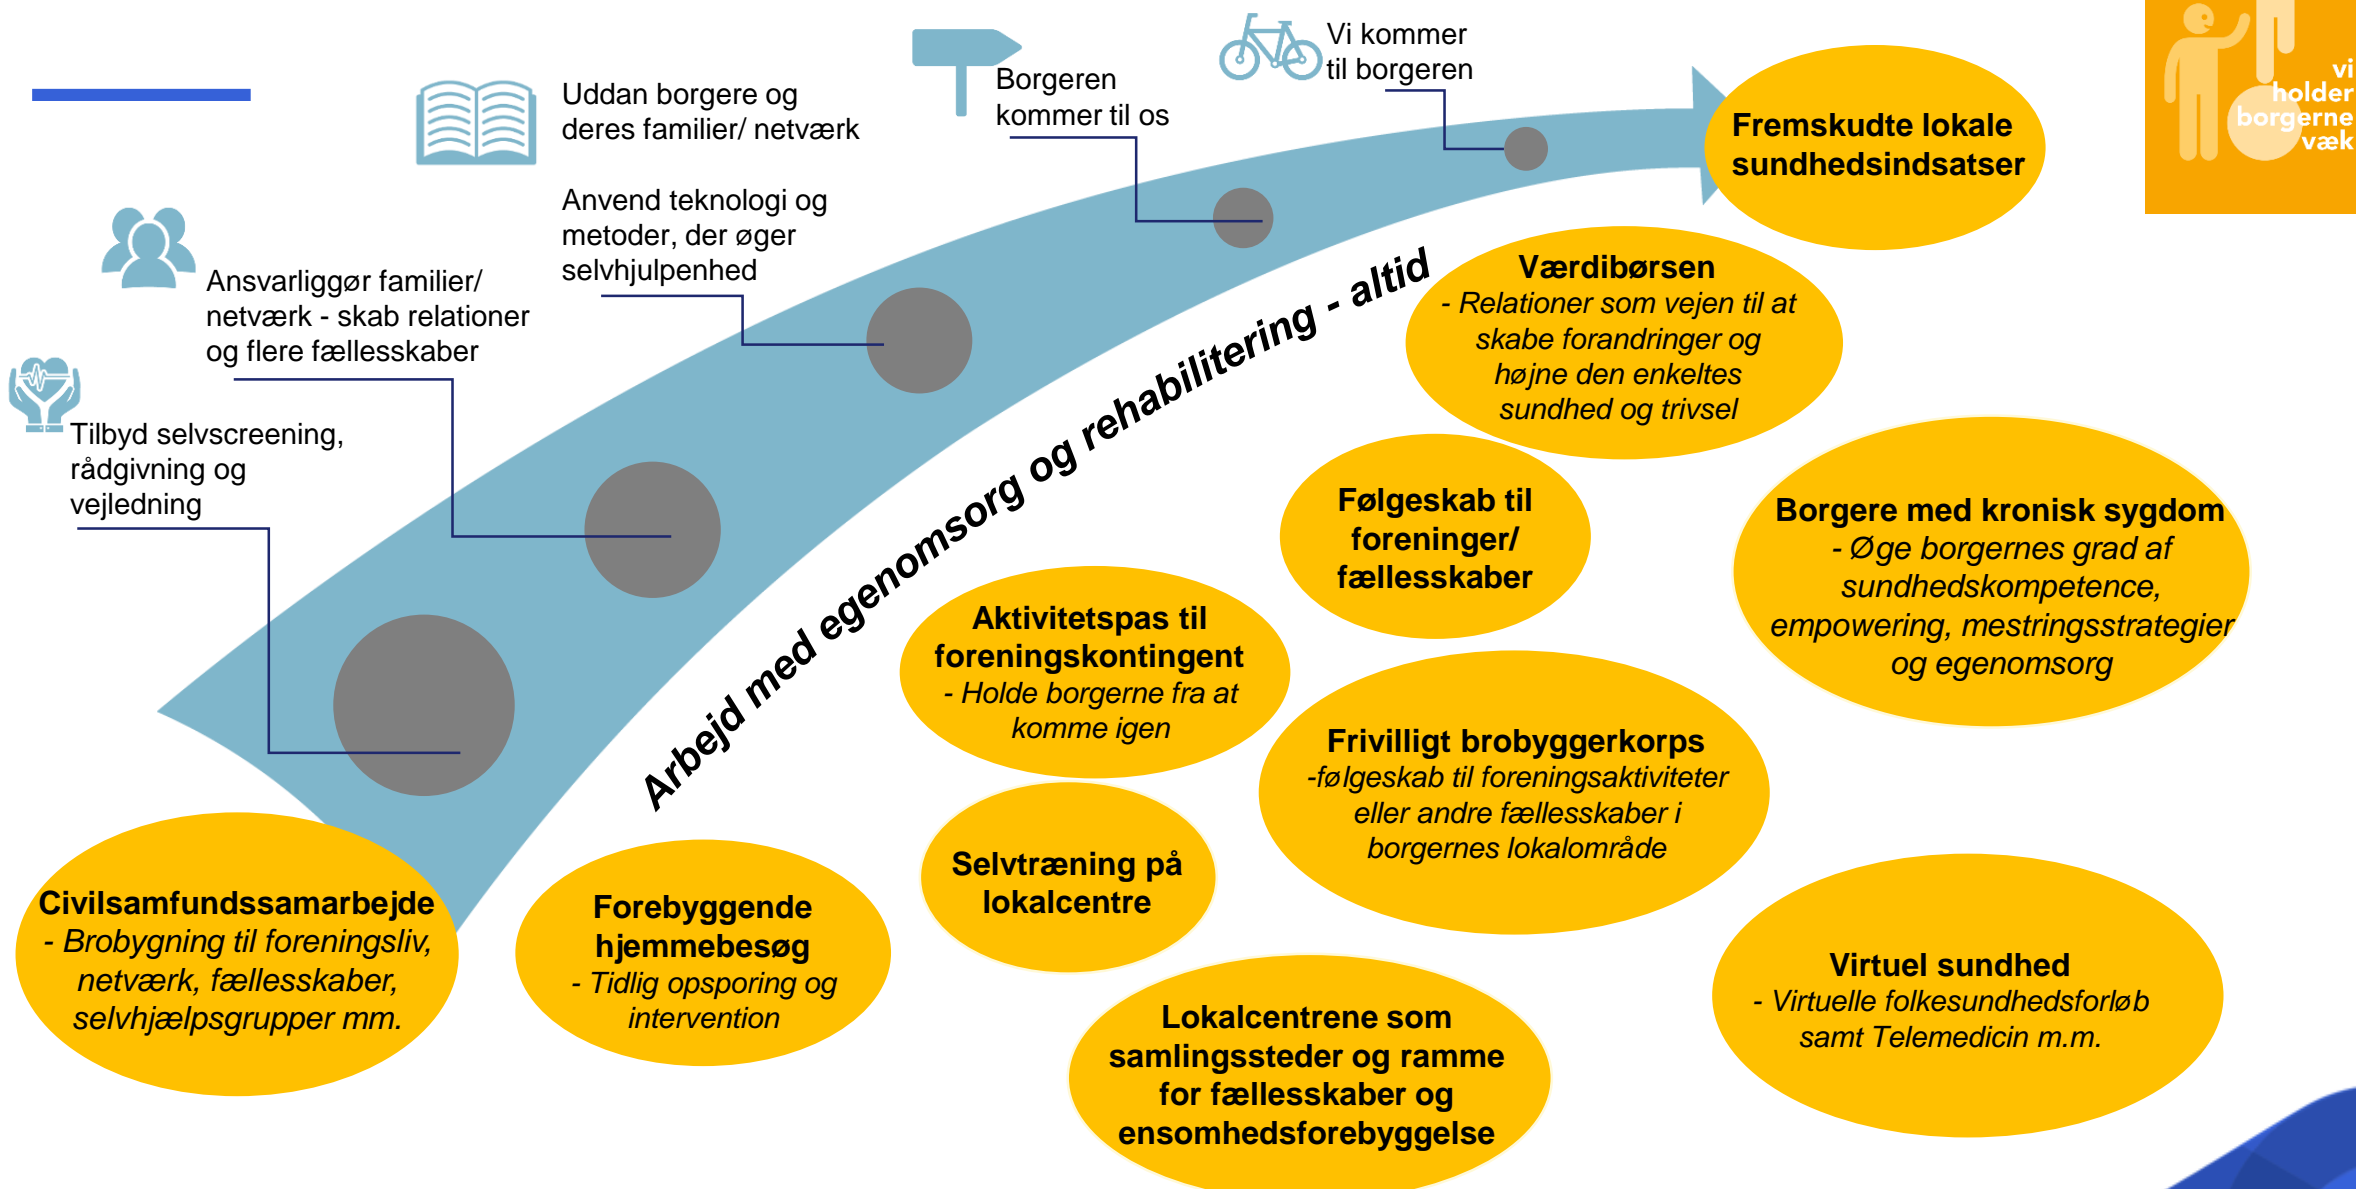 Vi kommer
til borgeren
Borgeren
kommer til os
Uddan borgere og
deres familier/ netværk
Anvend teknologi og
metoder, der øger
selvhjulpenhed
Ansvarliggør familier/
netværk - skab relationer
og flere fællesskaber
Tilbyd selvscreening,
rådgivning og
vejledning
Arbejd med egenomsorg og rehabilitering - altid
vi
holder
borgerne
væk
Fremskudte lokale
sundhedsindsatser
Værdibørsen
- Relationer som vejen til at
skabe forandringer og
højne den enkeltes
sundhed og trivsel
Følgeskab til
foreninger/
fællesskaber
Borgere med kronisk sygdom
- Øge borgernes grad af
sundhedskompetence,
empowering, mestringsstrategier
og egenomsorg
Aktivitetspas til
foreningskontingent
- Holde borgerne fra at
komme igen
Frivilligt brobyggerkorps
-følgeskab til foreningsaktiviteter
eller andre fællesskaber i
borgernes lokalområde
Selvtræning på
lokalcentre
Civilsamfundssamarbejde
- Brobygning til foreningsliv,
netværk, fællesskaber,
selvhjælpsgrupper mm.
Forebyggende
hjemmebesøg
- Tidlig opsporing og
intervention
Lokalcentrene som
samlingssteder og ramme
for fællesskaber og
ensomhedsforebyggelse
Virtuel sundhed
- Virtuelle folkesundhedsforløb
samt Telemedicin m.m.